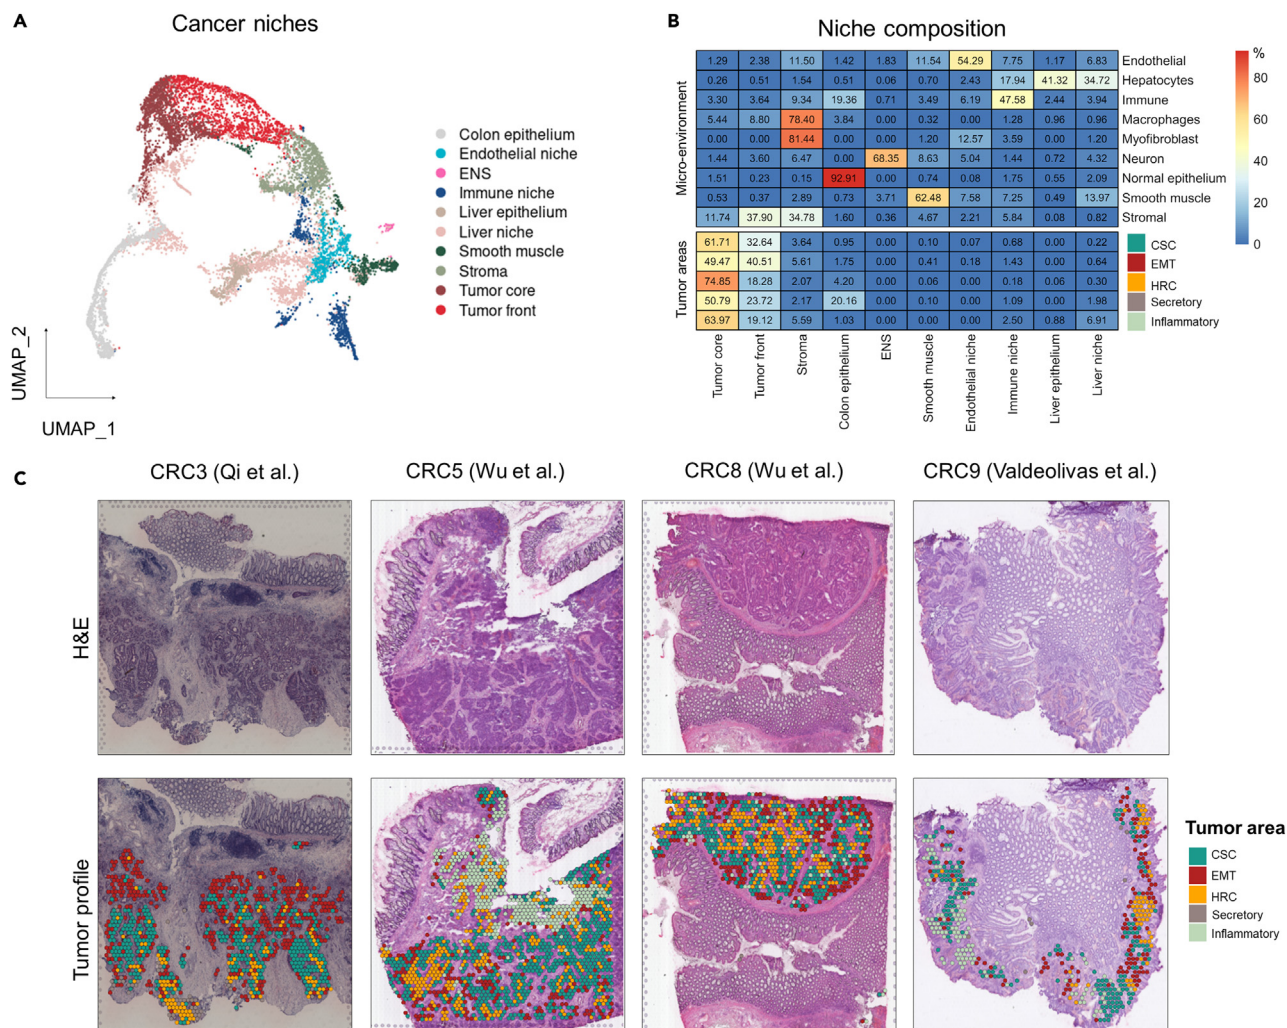 A
Cancer niches
Colon epithelium
Endothelial niche
ENS
Immune niche
Liver epithelium
Liver niche
Smooth muscle
Stroma
Tumor core
Tumor front
UMAP_2
UMAP_1
B
Niche composition
Micro-environment
1.29 2.38 11.50 1.42 1.83 11.54 54.29 7.75 1.17 6.83 Endothelial
0.26 0.51 1.54 0.51 0.06 0.70 2.43 17.94 41.32 34.72 Hepatocytes
3.30 3.64 9.34 19.36 0.71 3.49 6.19 47.58 2.44 3.94 Immune
5.44 8.80 78.40 3.84 0.00 0.32 0.00 1.28 0.96 0.96 Macrophages
0.00 0.00 81.44 0.00 0.00 1.20 12.57 3.59 0.00 1.20 Myofibroblast
1.44 3.60 6.47 0.00 68.35 8.63 5.04 1.44 0.72 4.32 Neuron
1.51 0.23 0.15 92.91 0.00 0.74 0.08 1.75 0.55 2.09 Normal epithelium
0.53 0.37 2.89 0.73 3.71 62.48 7.58 7.25 0.49 13.97 Smooth muscle
11.74 37.90 34.78 1.60 0.36 4.67 2.21 5.84 0.08 0.82 Stromal
Tumor areas
61.71 32.64 3.64 0.95 0.00 0.10 0.07 0.68 0.00 0.22 CSC
49.47 40.51 5.61 1.75 0.00 0.41 0.18 1.43 0.00 0.64 EMT
74.85 18.28 2.07 4.20 0.00 0.06 0.00 0.18 0.06 0.30 HRC
50.79 23.72 2.17 20.16 0.00 0.10 0.00 1.09 0.00 1.98 Secretory
63.97 19.12 5.59 1.03 0.00 0.00 0.00 2.50 0.88 6.91 Inflammatory
Tumor core
Tumor front
Stroma
Colon epithelium
ENS
Smooth muscle
Endothelial niche
Immune niche
Liver epithelium
Liver niche
%
80
60
40
20
0
C
CRC3 (Qi et al.)
CRC5 (Wu et al.)
CRC8 (Wu et al.)
CRC9 (Valdeolivas et al.)
H&E
Tumor profile
Tumor area
CSC
EMT
HRC
Secretory
Inflammatory